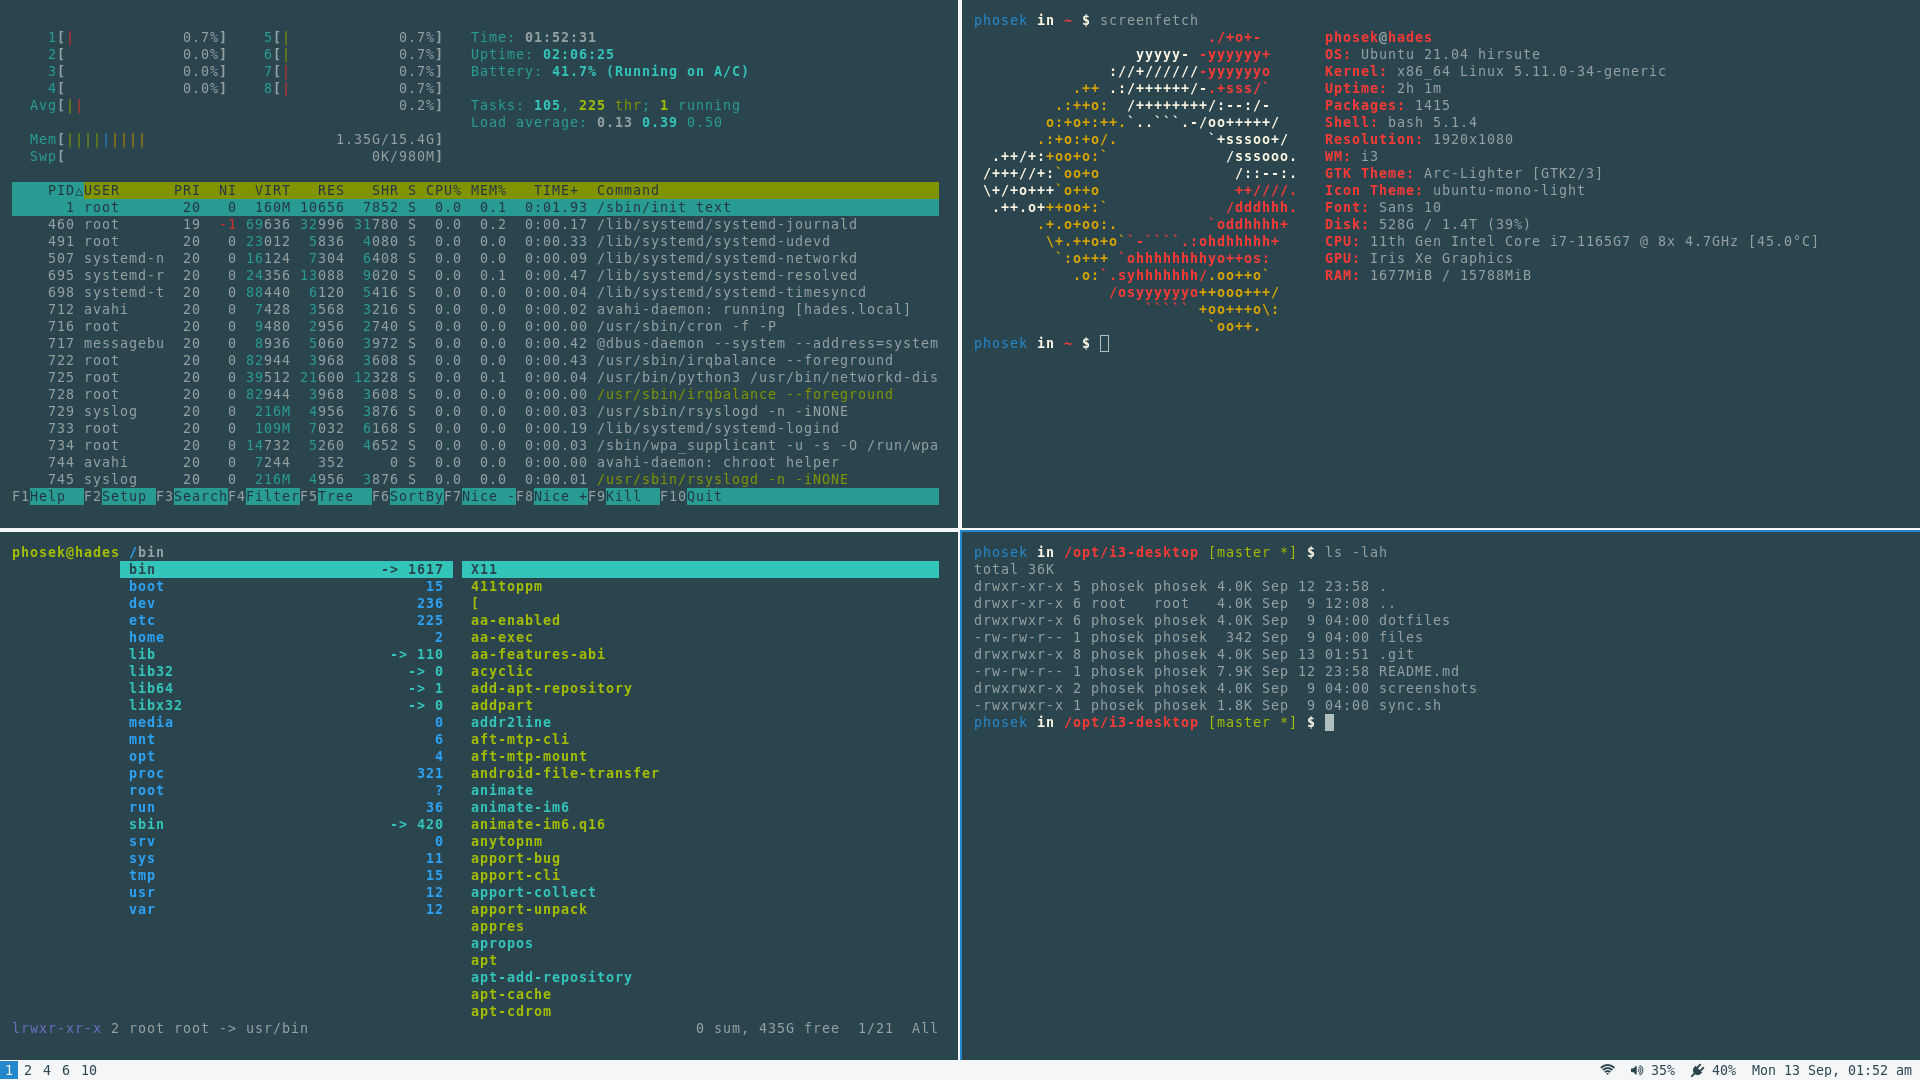 1[| 0.7%] 5[| 0.7%] Time: 01:52:31
2[ 0.0%] 6[| 0.7%] Uptime: 02:06:25
3[ 0.0%] 7[| 0.7%] Battery: 41.7% (Running on A/C)
4[ 0.0%] 8[| 0.7%]
Avg[|| 0.2%] Tasks: 105, 225 thr; 1 running
Load average: 0.13 0.39 0.50
Mem[||||||||| 1.35G/15.4G]
Swp[ 0K/980M]
PID△USER PRI NI VIRT RES SHR S CPU% MEM% TIME+ Command
1 root 20 0 160M 10656 7852 S 0.0 0.1 0:01.93 /sbin/init text
460 root 19 -1 69636 32996 31780 S 0.0 0.2 0:00.17 /lib/systemd/systemd-journald
491 root 20 0 23012 5836 4080 S 0.0 0.0 0:00.33 /lib/systemd/systemd-udevd
507 systemd-n 20 0 16124 7304 6408 S 0.0 0.0 0:00.09 /lib/systemd/systemd-networkd
695 systemd-r 20 0 24356 13088 9020 S 0.0 0.1 0:00.47 /lib/systemd/systemd-resolved
698 systemd-t 20 0 88440 6120 5416 S 0.0 0.0 0:00.04 /lib/systemd/systemd-timesyncd
712 avahi 20 0 7428 3568 3216 S 0.0 0.0 0:00.02 avahi-daemon: running [hades.local]
716 root 20 0 9480 2956 2740 S 0.0 0.0 0:00.00 /usr/sbin/cron -f -P
717 messagebu 20 0 8936 5060 3972 S 0.0 0.0 0:00.42 @dbus-daemon --system --address=system
722 root 20 0 82944 3968 3608 S 0.0 0.0 0:00.43 /usr/sbin/irqbalance --foreground
725 root 20 0 39512 21600 12328 S 0.0 0.1 0:00.04 /usr/bin/python3 /usr/bin/networkd-dis
728 root 20 0 82944 3968 3608 S 0.0 0.0 0:00.00 /usr/sbin/irqbalance --foreground
729 syslog 20 0 216M 4956 3876 S 0.0 0.0 0:00.03 /usr/sbin/rsyslogd -n -iNONE
733 root 20 0 109M 7032 6168 S 0.0 0.0 0:00.19 /lib/systemd/systemd-logind
734 root 20 0 14732 5260 4652 S 0.0 0.0 0:00.03 /sbin/wpa_supplicant -u -s -O /run/wpa
744 avahi 20 0 7244 352 0 S 0.0 0.0 0:00.00 avahi-daemon: chroot helper
745 syslog 20 0 216M 4956 3876 S 0.0 0.0 0:00.01 /usr/sbin/rsyslogd -n -iNONE
F1Help F2Setup F3SearchF4FilterF5Tree F6SortByF7Nice -F8Nice +F9Kill F10Quit
phosek in ~ $ screenfetch
./+o+- phosek@hades
yyyyy- -yyyyyy+ OS: Ubuntu 21.04 hirsute
://+//////-yyyyyyo Kernel: x86_64 Linux 5.11.0-34-generic
.++ .:/++++++/-.+sss/` Uptime: 2h 1m
.:++o: /++++++++/:--:/- Packages: 1415
o:+o+:++.`..```.-/oo+++++/ Shell: bash 5.1.4
.:+o:+o/. `+sssoo+/ Resolution: 1920x1080
.++/+:+oo+o:` /sssooo. WM: i3
/+++//+:`oo+o /::--:. GTK Theme: Arc-Lighter [GTK2/3]
\+/+o+++`o++o ++////. Icon Theme: ubuntu-mono-light
.++.o+++oo+:` /dddhhh. Font: Sans 10
.+.o+oo:. `oddhhhh+ Disk: 528G / 1.4T (39%)
\+.++o+o``-````.:ohdhhhhh+ CPU: 11th Gen Intel Core i7-1165G7 @ 8x 4.7GHz [45.0°C]
`:o+++ `ohhhhhhhhyo++os: GPU: Iris Xe Graphics
.o:`.syhhhhhhh/.oo++o` RAM: 1677MiB / 15788MiB
/osyyyyyyo++ooo+++/
````` +oo+++o\:
`oo++.
phosek in ~ $
phosek@hades /bin
bin -> 1617 X11
boot 15 411toppm
dev 236 [
etc 225 aa-enabled
home 2 aa-exec
lib -> 110 aa-features-abi
lib32 -> 0 acyclic
lib64 -> 1 add-apt-repository
libx32 -> 0 addpart
media 0 addr2line
mnt 6 aft-mtp-cli
opt 4 aft-mtp-mount
proc 321 android-file-transfer
root ? animate
run 36 animate-im6
sbin -> 420 animate-im6.q16
srv 0 anytopnm
sys 11 apport-bug
tmp 15 apport-cli
usr 12 apport-collect
var 12 apport-unpack
appres
apropos
apt
apt-add-repository
apt-cache
apt-cdrom
lrwxr-xr-x 2 root root -> usr/bin 0 sum, 435G free 1/21 All
phosek in /opt/i3-desktop [master *] $ ls -lah
total 36K
drwxr-xr-x 5 phosek phosek 4.0K Sep 12 23:58 .
drwxr-xr-x 6 root root 4.0K Sep 9 12:08 ..
drwxrwxr-x 6 phosek phosek 4.0K Sep 9 04:00 dotfiles
-rw-rw-r-- 1 phosek phosek 342 Sep 9 04:00 files
drwxrwxr-x 8 phosek phosek 4.0K Sep 13 01:51 .git
-rw-rw-r-- 1 phosek phosek 7.9K Sep 12 23:58 README.md
drwxrwxr-x 2 phosek phosek 4.0K Sep 9 04:00 screenshots
-rwxrwxr-x 1 phosek phosek 1.8K Sep 9 04:00 sync.sh
phosek in /opt/i3-desktop [master *] $
1 2 4 6 10 35% 40% Mon 13 Sep, 01:52 am